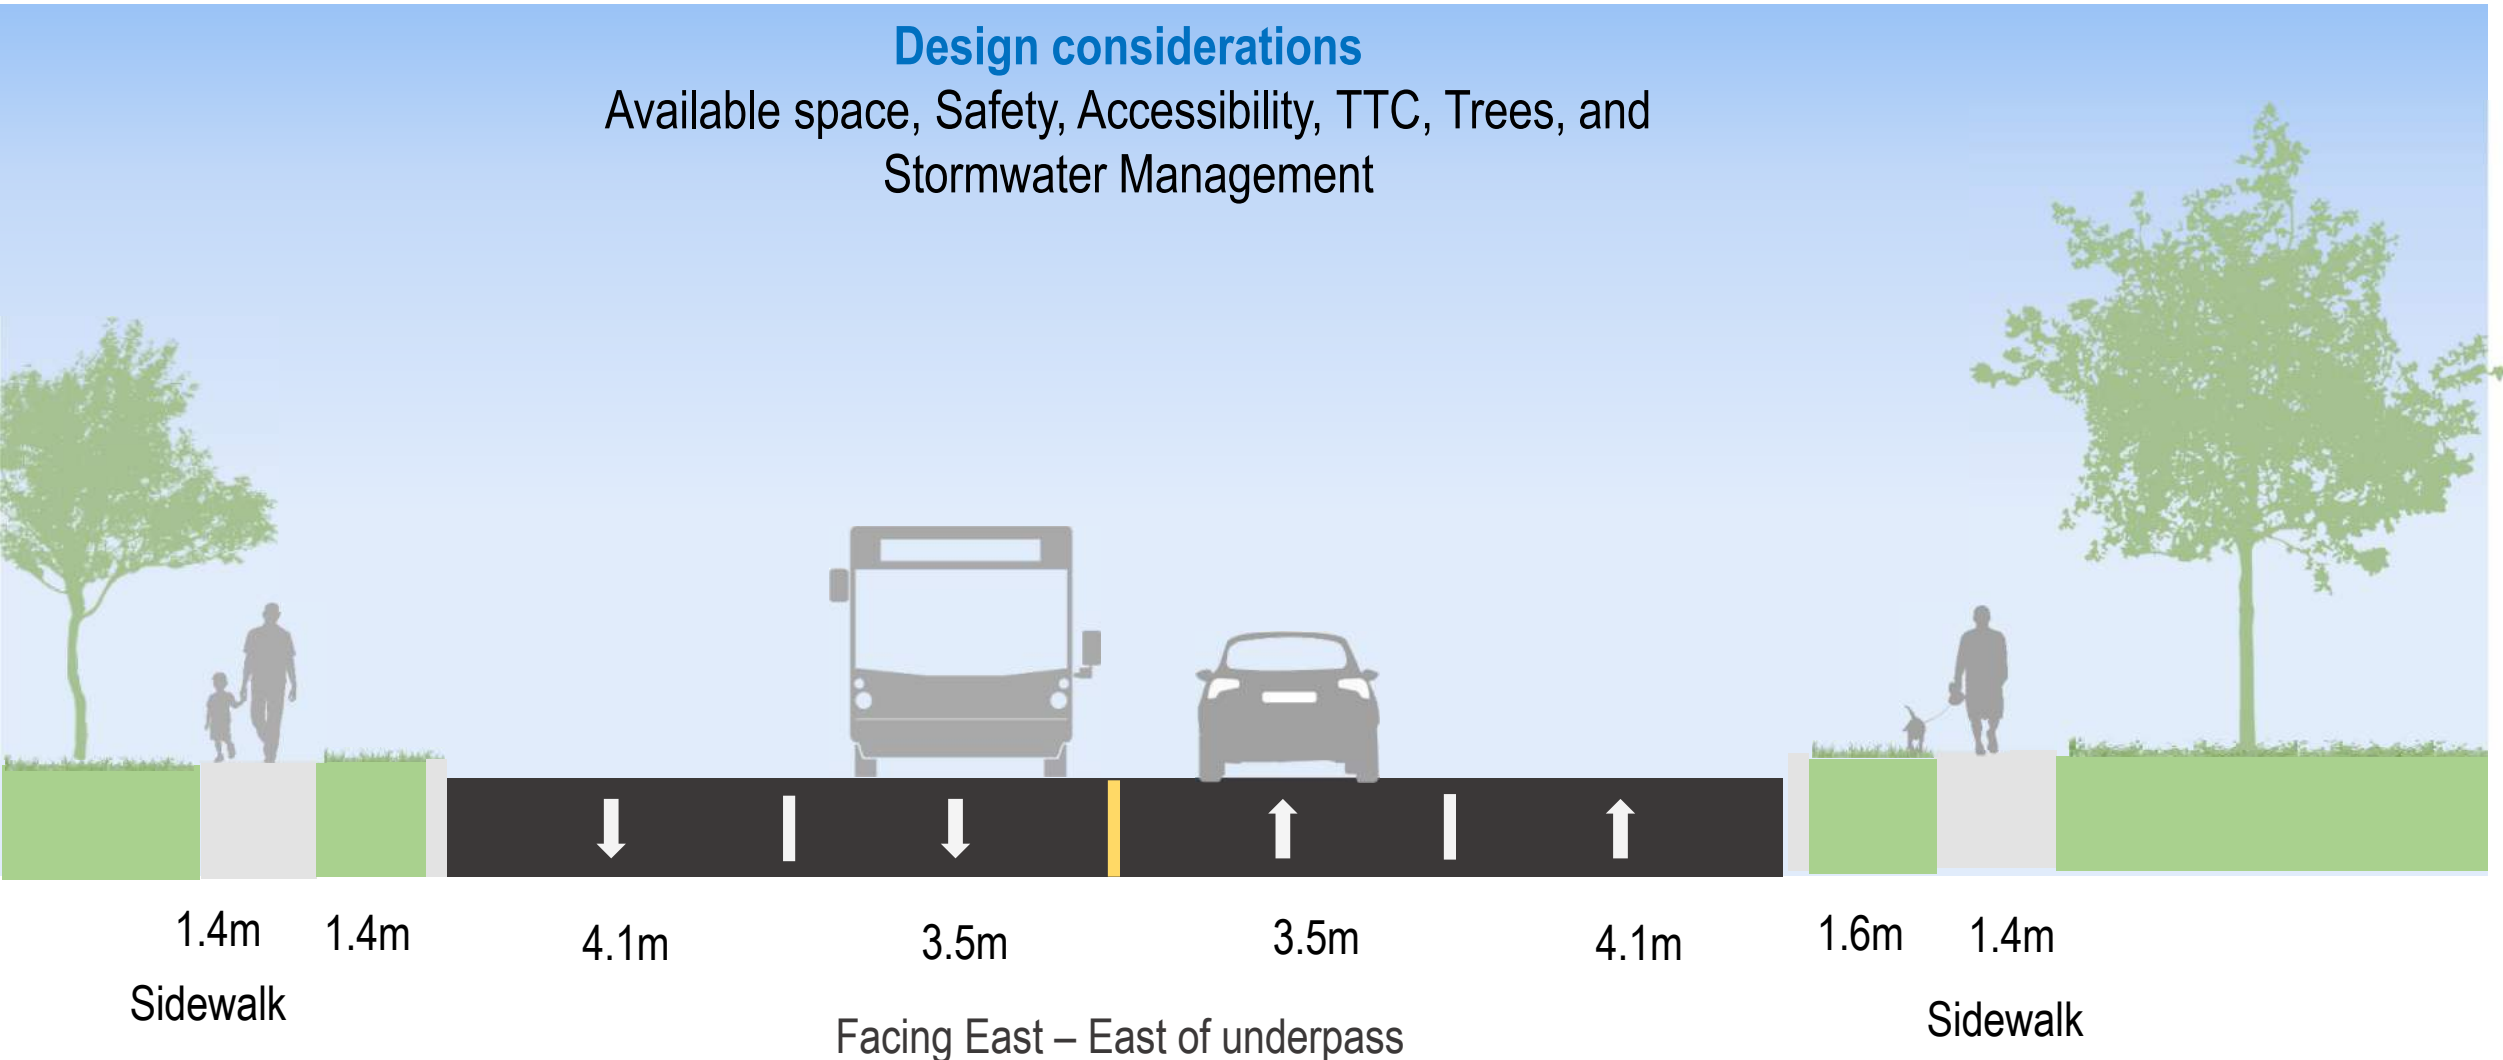 Design considerations
Available space, Safety, Accessibility, TTC, Trees, and
Stormwater Management
1.4m 1.4m 4.1m 3.5m 3.5m 4.1m 1.6m 1.4m
Sidewalk Sidewalk
Facing East – East of underpass